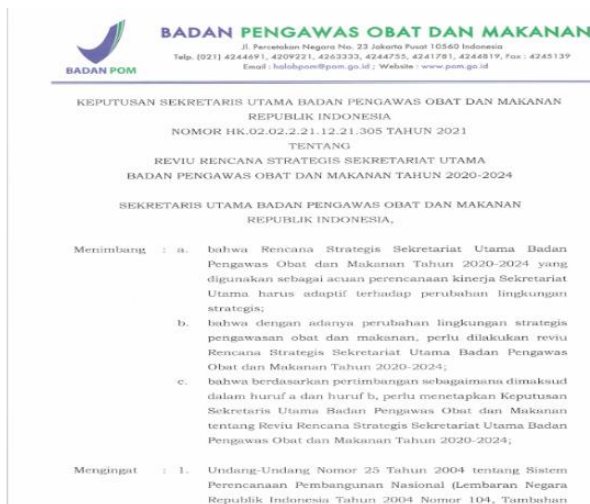 BADAN POM
BADAN PENGAWAS OBAT DAN MAKANAN
Jl. Percetakan Negara No. 23 Jakarta Pusat 10560 Indonesia
Telp. (021) 4244691, 4209221, 4263333, 4244755, 4241781, 4244819, Fax : 4245139
Email : halobpom@pom.go.id ; Website : www.pom.go.id
KEPUTUSAN SEKRETARIS UTAMA BADAN PENGAWAS OBAT DAN MAKANAN
REPUBLIK INDONESIA
NOMOR HK.02.02.2.21.12.21.305 TAHUN 2021
TENTANG
REVIU RENCANA STRATEGIS SEKRETARIAT UTAMA
BADAN PENGAWAS OBAT DAN MAKANAN TAHUN 2020-2024
SEKRETARIS UTAMA BADAN PENGAWAS OBAT DAN MAKANAN
REPUBLIK INDONESIA,
Menimbang : a. bahwa Rencana Strategis Sekretariat Utama Badan
Pengawas Obat dan Makanan Tahun 2020-2024 yang
digunakan sebagai acuan perencanaan kinerja Sekretariat
Utama harus adaptif terhadap perubahan lingkungan
strategis;
b. bahwa dengan adanya perubahan lingkungan strategis
pengawasan obat dan makanan, perlu dilakukan reviu
Rencana Strategis Sekretariat Utama Badan Pengawas
Obat dan Makanan Tahun 2020-2024;
c. bahwa berdasarkan pertimbangan sebagaimana dimaksud
dalam huruf a dan huruf b, perlu menetapkan Keputusan
Sekretaris Utama Badan Pengawas Obat dan Makanan
tentang Reviu Rencana Strategis Sekretariat Utama Badan
Pengawas Obat dan Makanan Tahun 2020-2024;
Mengingat : 1. Undang-Undang Nomor 25 Tahun 2004 tentang Sistem
Perencanaan Pembangunan Nasional (Lembaran Negara
Republik Indonesia Tahun 2004 Nomor 104, Tambahan